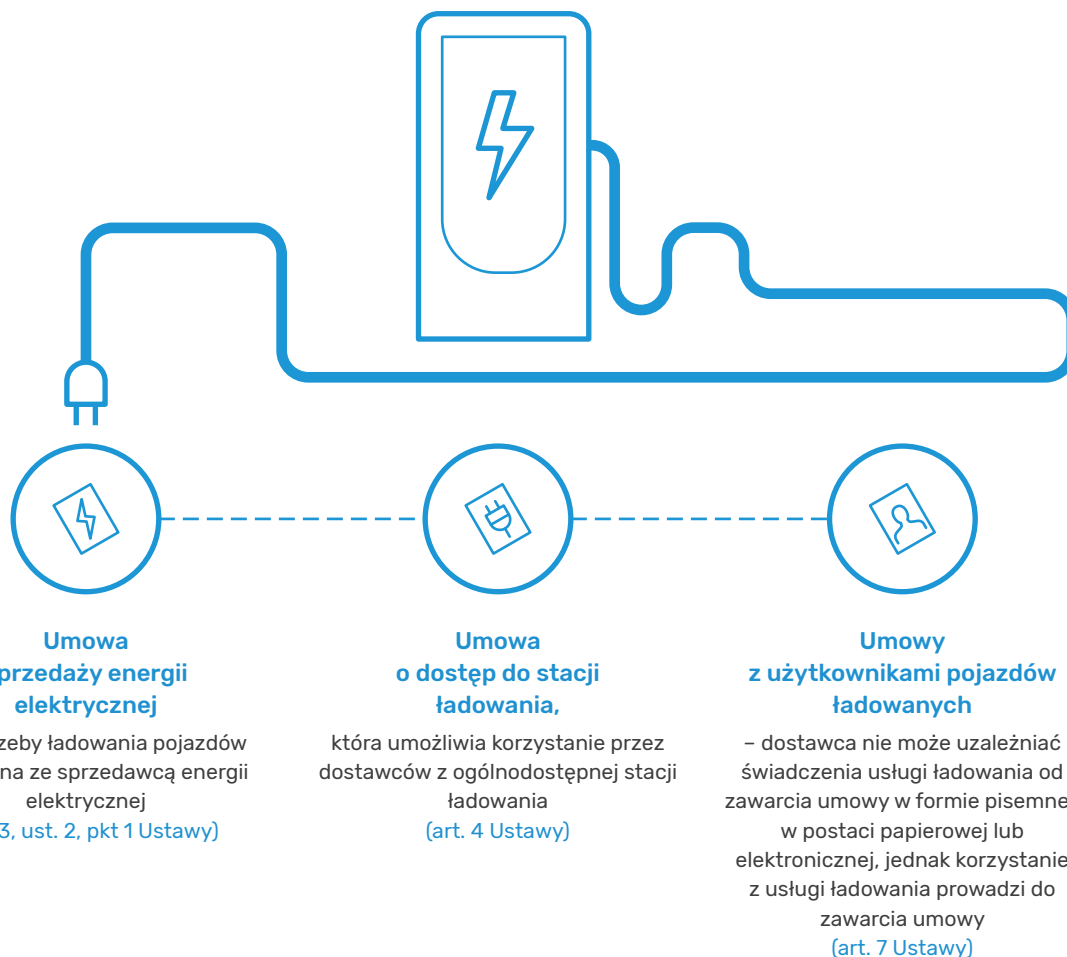 Umowa
przedaży energii
elektrycznej
zeby ładowania pojazdów
na ze sprzedawcą energii
elektrycznej
3, ust. 2, pkt 1 Ustawy)
Umowa
o dostęp do stacji
ładowania,
która umożliwia korzystanie przez
dostawców z ogólnodostępnej stacji
ładowania
(art. 4 Ustawy)
Umowy
z użytkownikami pojazdów
ładowanych
– dostawca nie może uzależniać
świadczenia usługi ładowania od
zawarcia umowy w formie pisemne
w postaci papierowej lub
elektronicznej, jednak korzystanie
z usługi ładowania prowadzi do
zawarcia umowy
(art. 7 Ustawy)